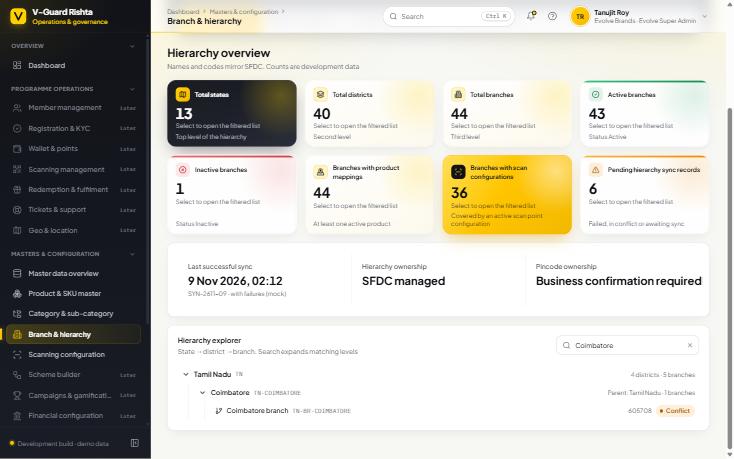 V-Guard Rishta
Operations & governance
OVERVIEW
Dashboard
PROGRAMME OPERATIONS
Member management Later
Registration & KYC Later
Wallet & points Later
Scanning management Later
Redemption & fulfilment Later
Tickets & support Later
Geo & location Later
MASTERS & CONFIGURATION
Master data overview
Product & SKU master
Category & sub-category
Branch & hierarchy
Scanning configuration
Scheme builder Later
Campaigns & gamificati... Later
Financial configuration Later
Development build · demo data
Dashboard > Masters & configuration >
Branch & hierarchy
Search Ctrl K
TR
Tanujit Roy
Evolve Brands · Evolve Super Admin
Hierarchy overview
Names and codes mirror SFDC. Counts are development data
Total states
13
Select to open the filtered list
Top level of the hierarchy
Total districts
40
Select to open the filtered list
Second level
Total branches
44
Select to open the filtered list
Third level
Active branches
43
Select to open the filtered list
Status Active
Inactive branches
1
Select to open the filtered list
Status Inactive
Branches with product mappings
44
Select to open the filtered list
At least one active product
Branches with scan configurations
36
Select to open the filtered list
Covered by an active scan point configuration
Pending hierarchy sync records
6
Select to open the filtered list
Failed, in conflict or awaiting sync
Last successful sync
9 Nov 2026, 02:12
SYN-2611-09 · with failures (mock)
Hierarchy ownership
SFDC managed
Pincode ownership
Business confirmation required
Hierarchy explorer
State → district → branch. Search expands matching levels
Coimbatore
Tamil Nadu TN
4 districts · 5 branches
Coimbatore TN-COIMBATORE
Parent: Tamil Nadu · 1 branches
Coimbatore branch TN-BR-COIMBATORE
605708 Conflict